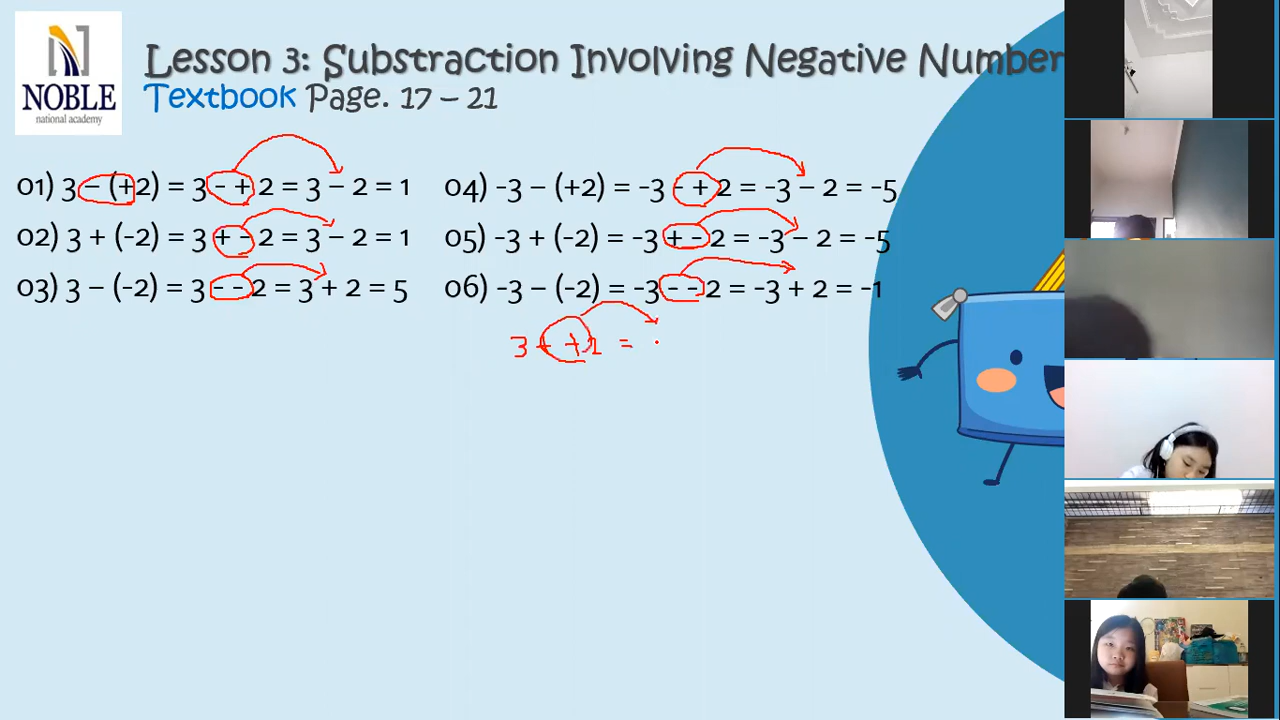 NOBLE
national academy
Lesson 3: Substraction Involving Negative Number
Textbook Page. 17 – 21
01) 3 – (+2) = 3 - + 2 = 3 – 2 = 1
02) 3 + (-2) = 3 + - 2 = 3 – 2 = 1
03) 3 – (-2) = 3 - - 2 = 3 + 2 = 5
04) -3 – (+2) = -3 - + 2 = -3 – 2 = -5
05) -3 + (-2) = -3 + - 2 = -3 – 2 = -5
06) -3 – (-2) = -3 - - 2 = -3 + 2 = -1
3 + +2 =